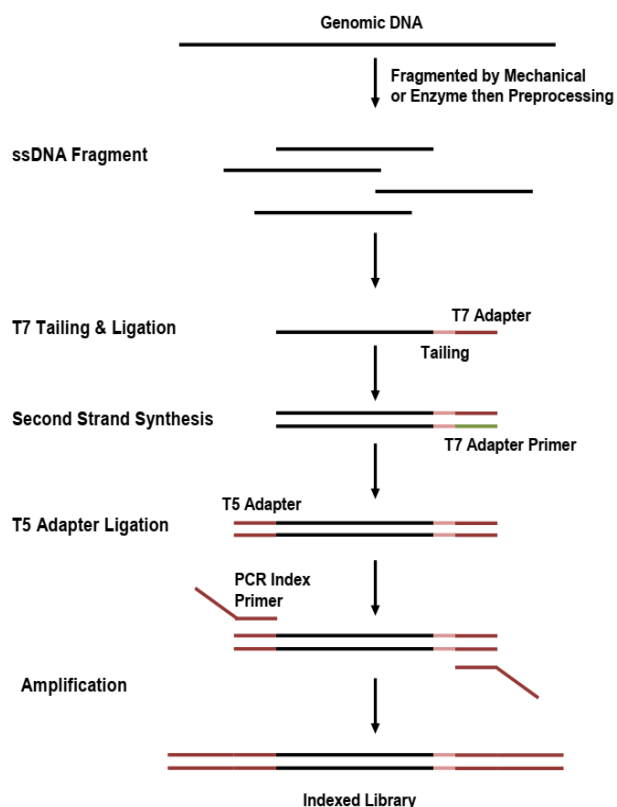 Genomic DNA
Fragmented by Mechanical
or Enzyme then Preprocessing
ssDNA Fragment
T7 Tailing & Ligation
T7 Adapter
Tailing
Second Strand Synthesis
T7 Adapter Primer
T5 Adapter
T5 Adapter Ligation
PCR Index
Primer
Amplification
Indexed Library